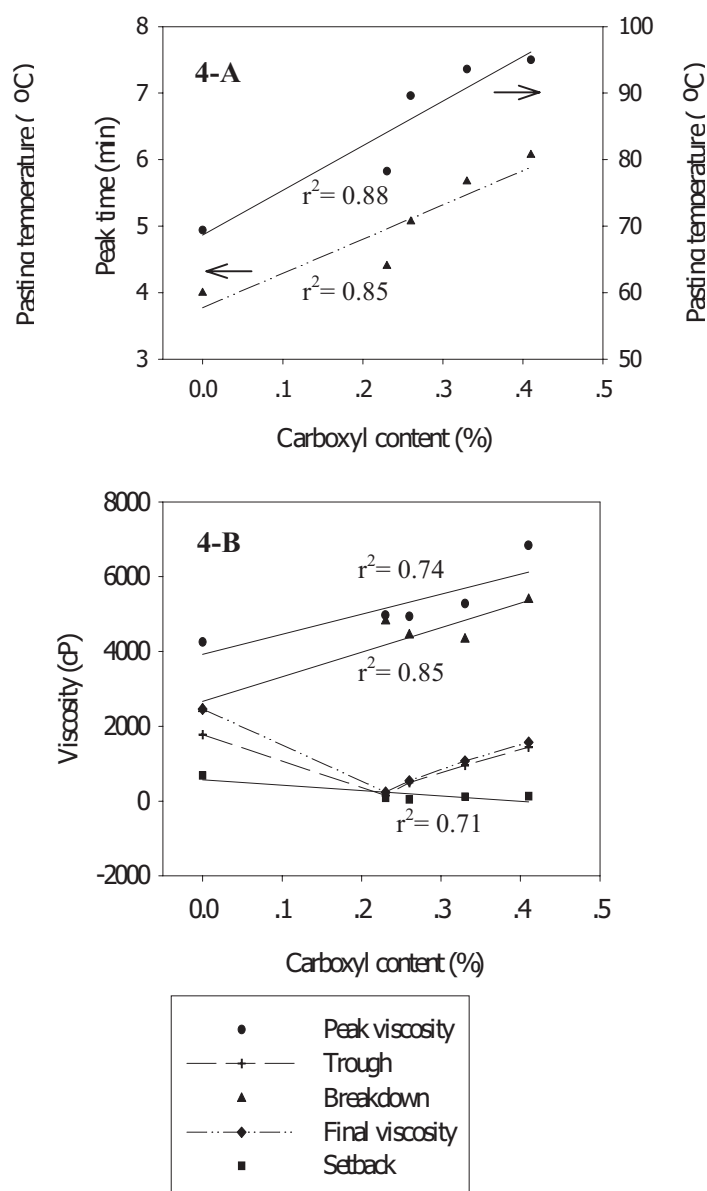 4-A
Pasting temperature ( ºC)
Peak time (min)
8
7
6
5
4
3
100
90
80
70
60
50
Pasting temperature ( ºC)
r²= 0.88
r²= 0.85
0.0 .1 .2 .3 .4 .5
Carboxyl content (%)
4-B
Viscosity (cP)
8000
6000
4000
2000
0
-2000
r²= 0.74
r²= 0.85
r²= 0.71
0.0 .1 .2 .3 .4 .5
Carboxyl content (%)
Peak viscosity
Trough
Breakdown
Final viscosity
Setback